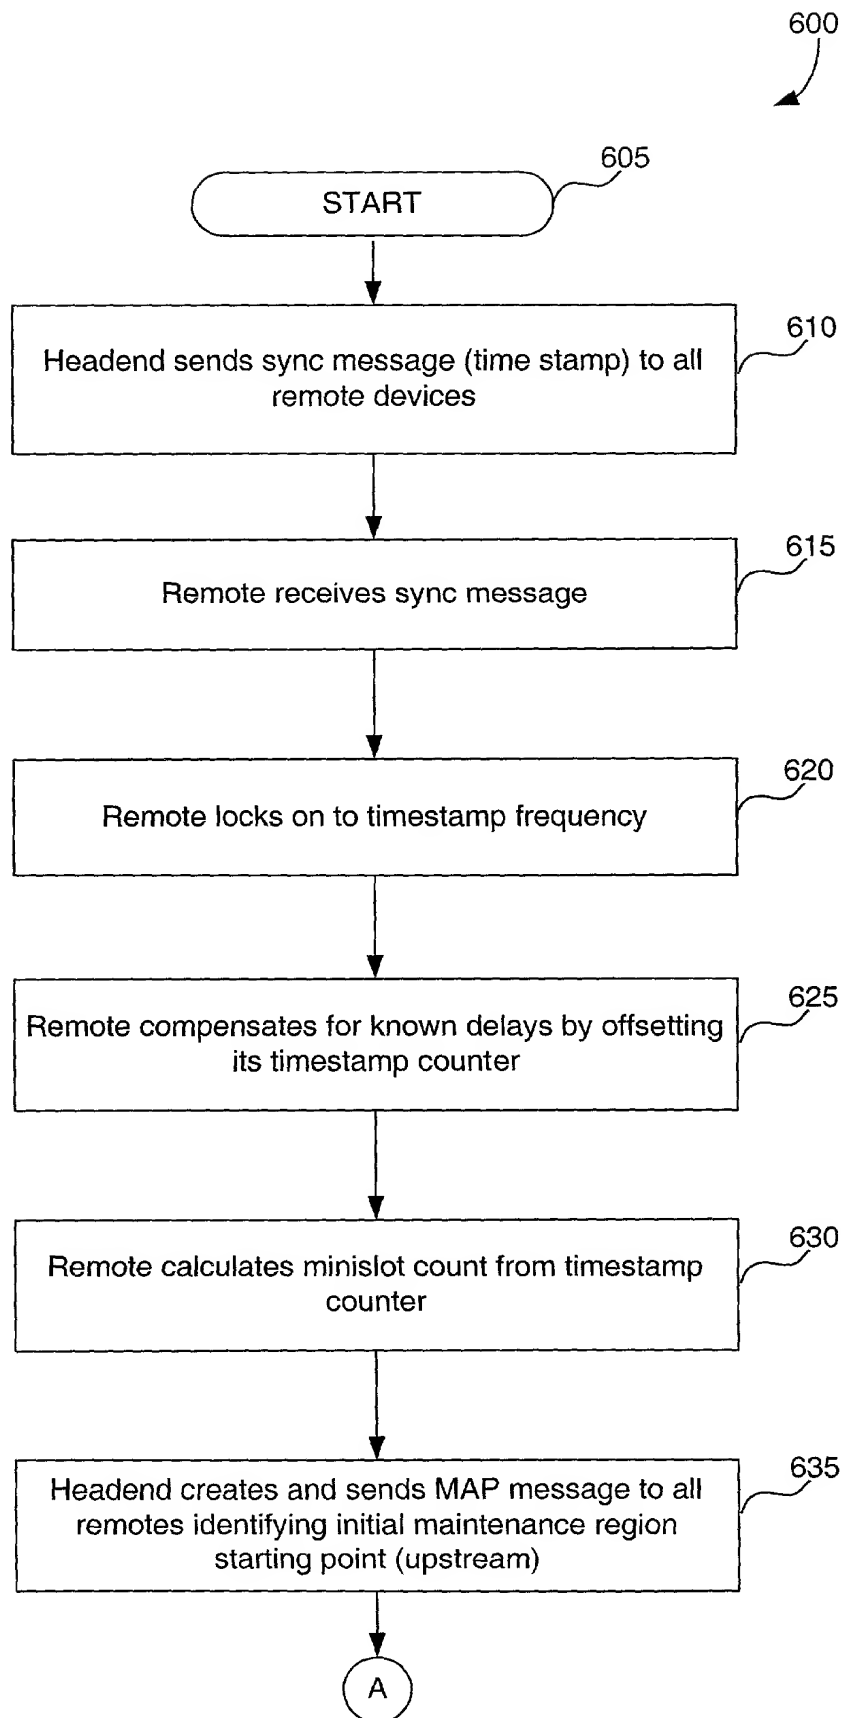 600
605
START
610
Headend sends sync message (time stamp) to all
remote devices
615
Remote receives sync message
620
Remote locks on to timestamp frequency
625
Remote compensates for known delays by offsetting
its timestamp counter
630
Remote calculates minislot count from timestamp
counter
635
Headend creates and sends MAP message to all
remotes identifying initial maintenance region
starting point (upstream)
A